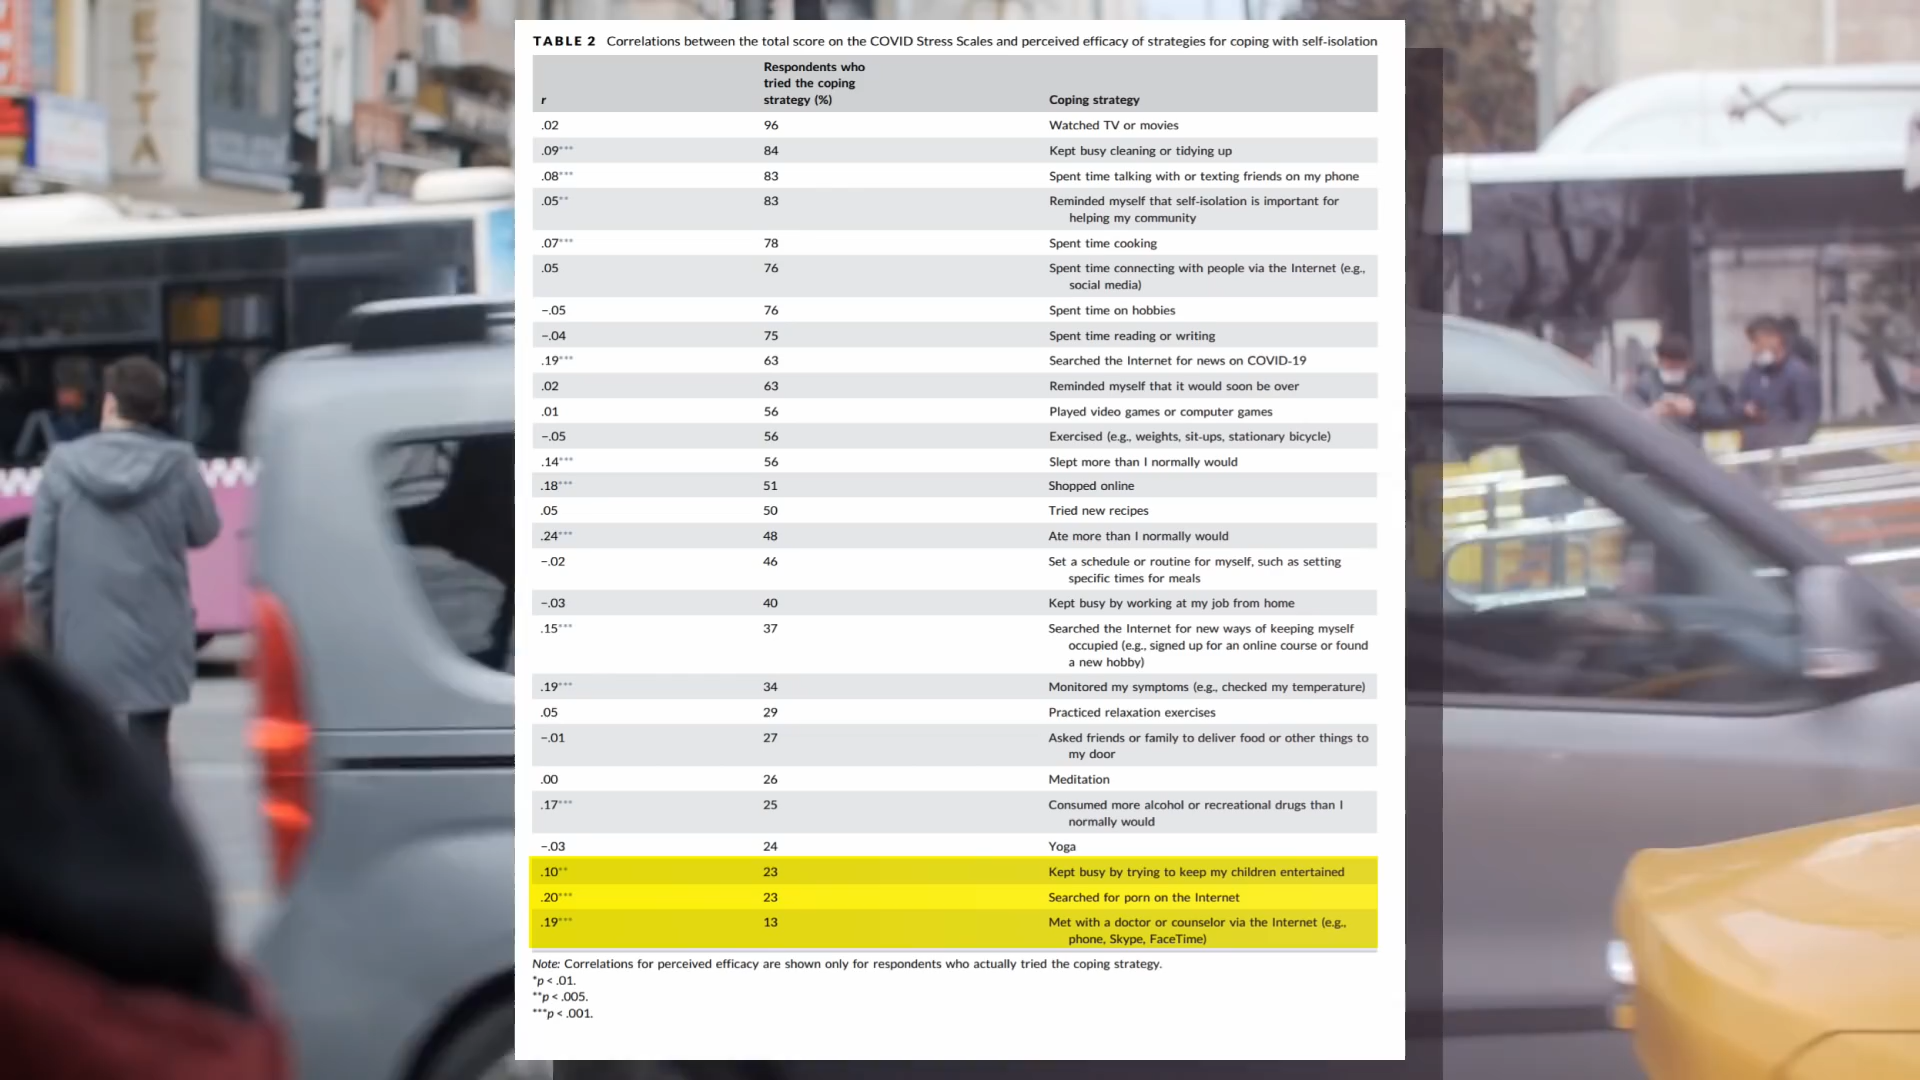 TABLE 2 Correlations between the total score on the COVID Stress Scales and perceived efficacy of strategies for coping with self-isolation
Respondents who
tried the coping
r strategy (%) Coping strategy
.02 96 Watched TV or movies
.09*** 84 Kept busy cleaning or tidying up
.08*** 83 Spent time talking with or texting friends on my phone
.05** 83 Reminded myself that self-isolation is important for
helping my community
.07*** 78 Spent time cooking
.05 76 Spent time connecting with people via the Internet (e.g.,
social media)
−.05 76 Spent time on hobbies
−.04 75 Spent time reading or writing
.19*** 63 Searched the Internet for news on COVID-19
.02 63 Reminded myself that it would soon be over
.01 56 Played video games or computer games
−.05 56 Exercised (e.g., weights, sit-ups, stationary bicycle)
.14*** 56 Slept more than I normally would
.18*** 51 Shopped online
.05 50 Tried new recipes
.24*** 48 Ate more than I normally would
−.02 46 Set a schedule or routine for myself, such as setting
specific times for meals
−.03 40 Kept busy by working at my job from home
.15*** 37 Searched the Internet for new ways of keeping myself
occupied (e.g., signed up for an online course or found
a new hobby)
.19*** 34 Monitored my symptoms (e.g., checked my temperature)
.05 29 Practiced relaxation exercises
−.01 27 Asked friends or family to deliver food or other things to
my door
.00 26 Meditation
.17*** 25 Consumed more alcohol or recreational drugs than I
normally would
−.03 24 Yoga
.10** 23 Kept busy by trying to keep my children entertained
.20*** 23 Searched for porn on the Internet
.19*** 13 Met with a doctor or counselor via the Internet (e.g.,
phone, Skype, FaceTime)
Note: Correlations for perceived efficacy are shown only for respondents who actually tried the coping strategy.
*p < .01.
**p < .005.
***p < .001.